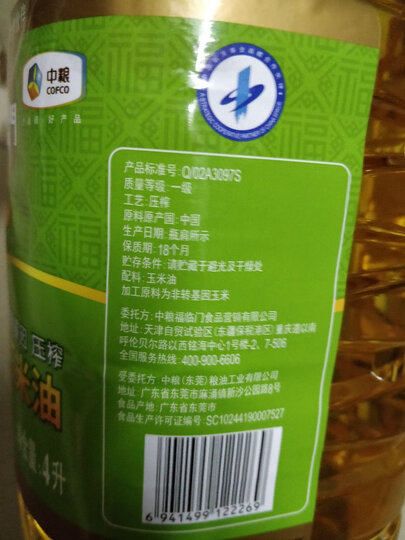 中粮
COFCO
好产品
A STRATEGIC COOPERATIVE PARTNER OF CHINA
产品标准号: Q/02A3097S
质量等级: 一级
工艺: 压榨
原料原产国: 中国
生产日期: 瓶肩所示
保质期: 18个月
贮存条件: 请贮藏于避光及干燥处
配料: 玉米油
加工原料为非转基因玉米
委托方: 中粮福临门食品营销有限公司
地址: 天津自贸试验区(东疆保税港区)重庆道以南
呼伦贝尔路以西铭海中心1号楼-2、7-506
全国服务热线: 400-900-6606
受委托方: 中粮(东莞)粮油工业有限公司
地址: 广东省东莞市麻涌镇新沙公园路8号
食品产地: 广东省东莞市
食品生产许可证编号: SC10244190007527
压榨
米油
4升
6 941499 122269